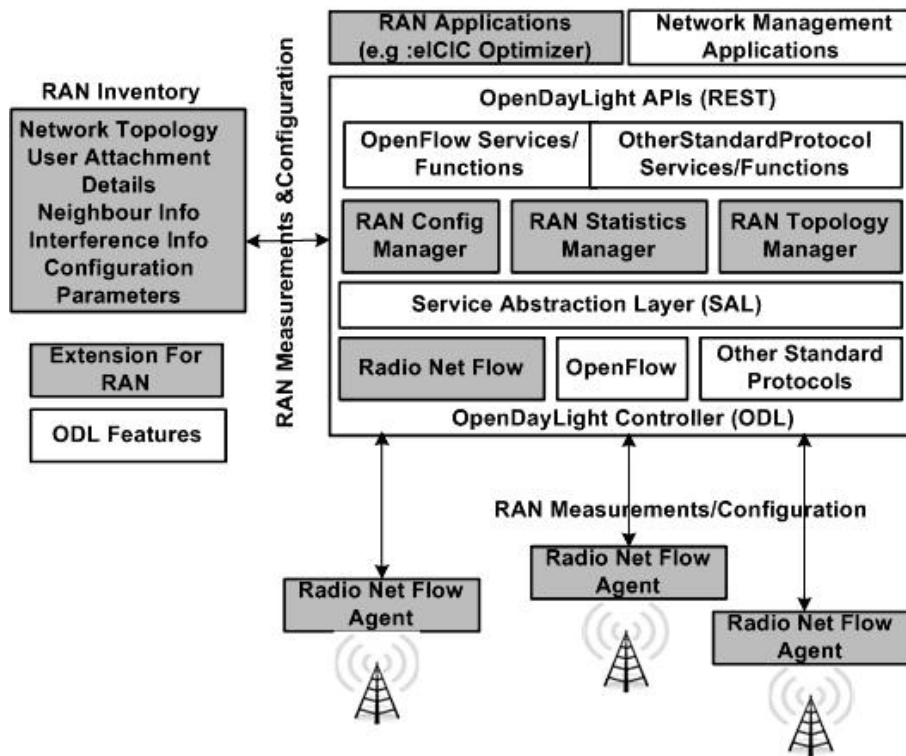 RAN Applications
(e.g :eICIC Optimizer)
Network Management
Applications
RAN Inventory
Network Topology
User Attachment
Details
Neighbour Info
Interference Info
Configuration
Parameters
Extension For
RAN
ODL Features
RAN Measurements &Configuration
OpenDayLight APIs (REST)
OpenFlow Services/
Functions
OtherStandardProtocol
Services/Functions
RAN Config
Manager
RAN Statistics
Manager
RAN Topology
Manager
Service Abstraction Layer (SAL)
Radio Net Flow
OpenFlow
Other Standard
Protocols
OpenDayLight Controller (ODL)
RAN Measurements/Configuration
Radio Net Flow
Agent
Radio Net Flow
Agent
Radio Net Flow
Agent